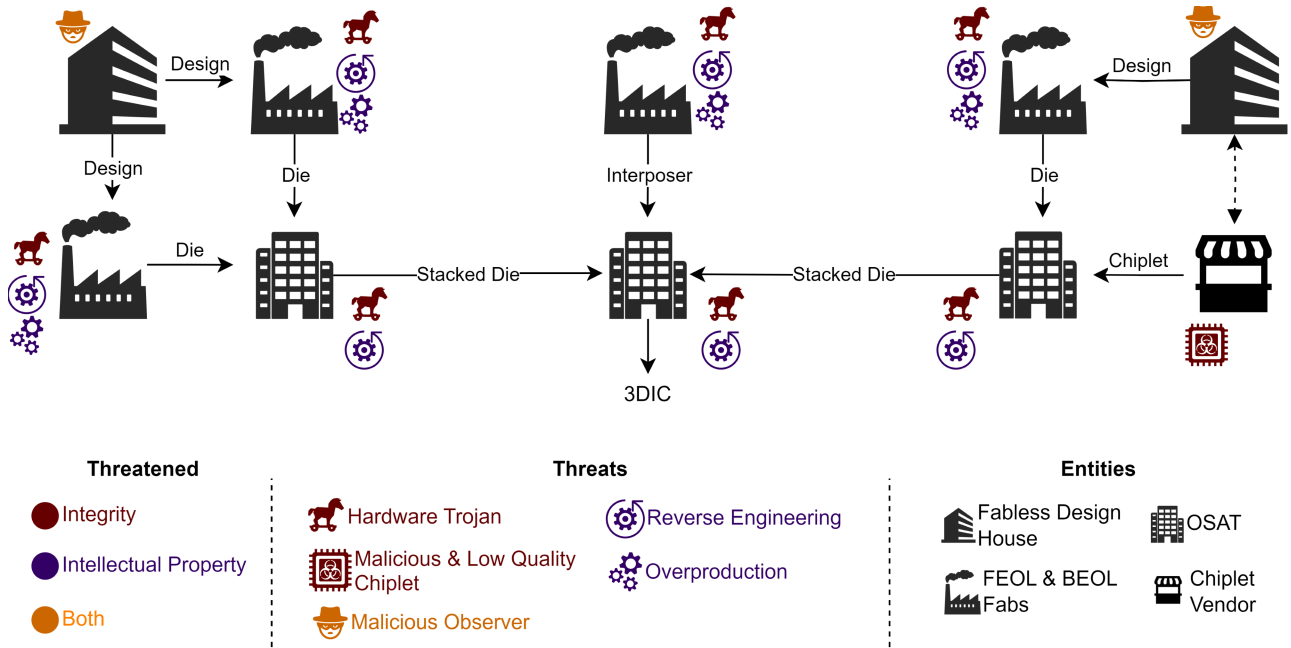 Design
Design
Design
Die
Interposer
Die
Die
Stacked Die
Stacked Die
Chiplet
3DIC
Threatened
Integrity
Intellectual Property
Both
Threats
Hardware Trojan
Malicious & Low Quality
Chiplet
Malicious Observer
Reverse Engineering
Overproduction
Entities
Fabless Design
House
FEOL & BEOL
Fabs
OSAT
Chiplet
Vendor